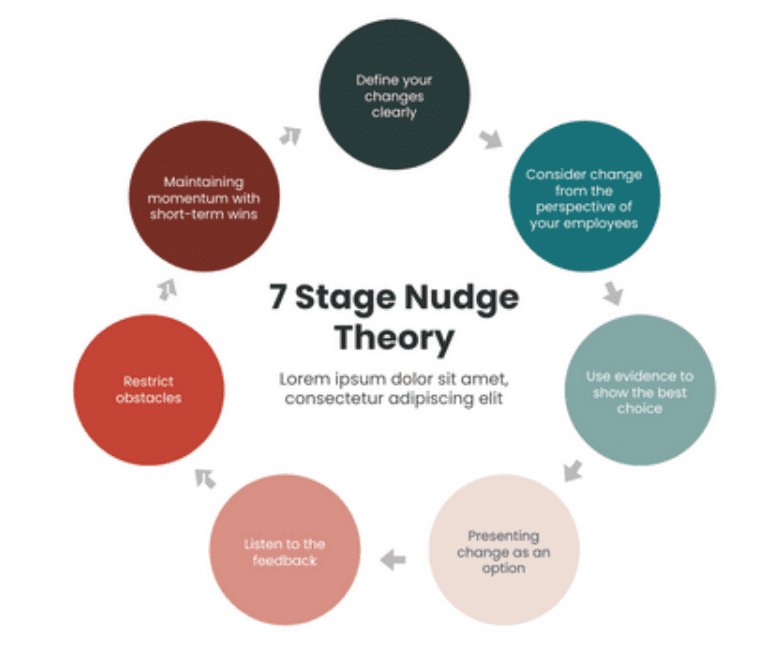 Define your
changes
clearly
Consider change
from the
perspective of
your employees
Use evidence to
show the best
choice
Presenting
change as an
option
Listen to the
feedback
Restrict
obstacles
Maintaining
momentum with
short-term wins
7 Stage Nudge
Theory
Lorem ipsum dolor sit amet,
consectetur adipiscing elit